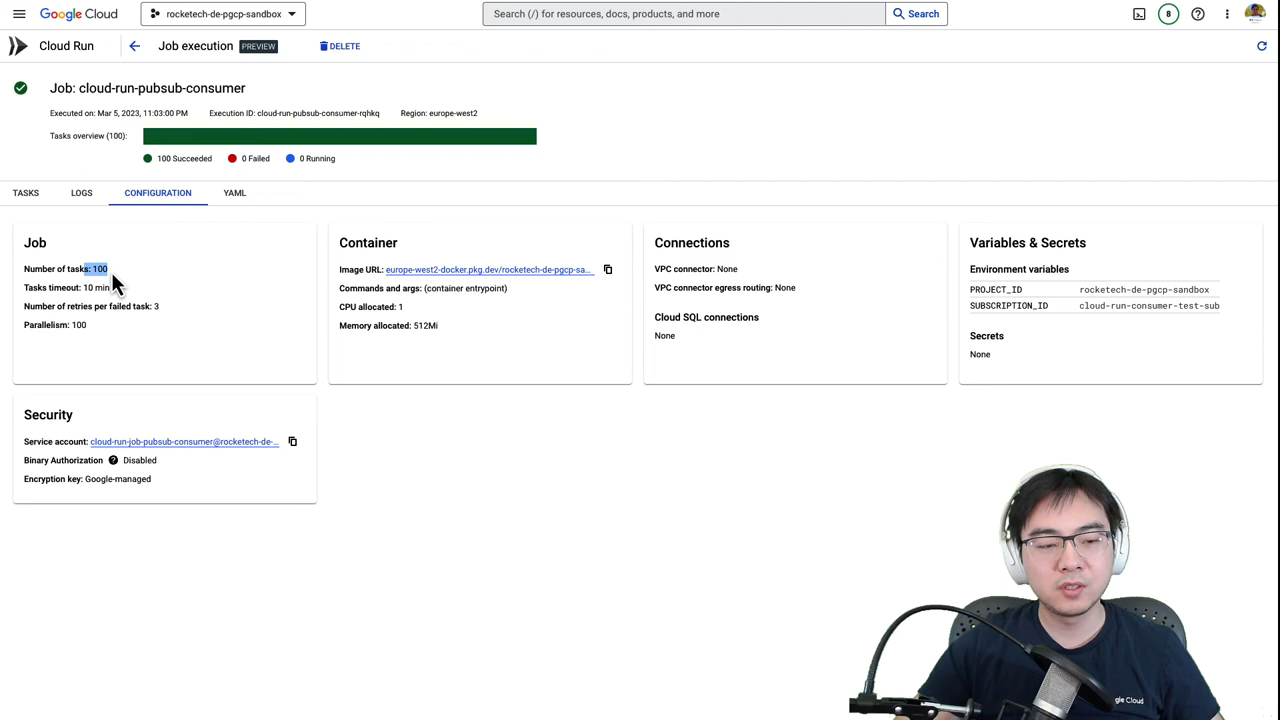 Google Cloud
rocketech-de-pgcp-sandbox
Search (/) for resources, docs, products, and more
Search
8
Cloud Run
Job execution
PREVIEW
DELETE
Job: cloud-run-pubsub-consumer
Executed on: Mar 5, 2023, 11:03:00 PM
Execution ID: cloud-run-pubsub-consumer-rqhkq
Region: europe-west2
Tasks overview (100):
100 Succeeded
0 Failed
0 Running
TASKS
LOGS
CONFIGURATION
YAML
Job
Number of tasks: 100
Tasks timeout: 10 min
Number of retries per failed task: 3
Parallelism: 100
Container
Image URL: europe-west2-docker.pkg.dev/rocketech-de-pgcp-sa...
Commands and args: (container entrypoint)
CPU allocated: 1
Memory allocated: 512Mi
Connections
VPC connector: None
VPC connector egress routing: None
Cloud SQL connections
None
Variables & Secrets
Environment variables
PROJECT_ID rocketech-de-pgcp-sandbox
SUBSCRIPTION_ID cloud-run-consumer-test-sub
Secrets
None
Security
Service account: cloud-run-job-pubsub-consumer@rocketech-de-...
Binary Authorization ? Disabled
Encryption key: Google-managed
gle Cloud